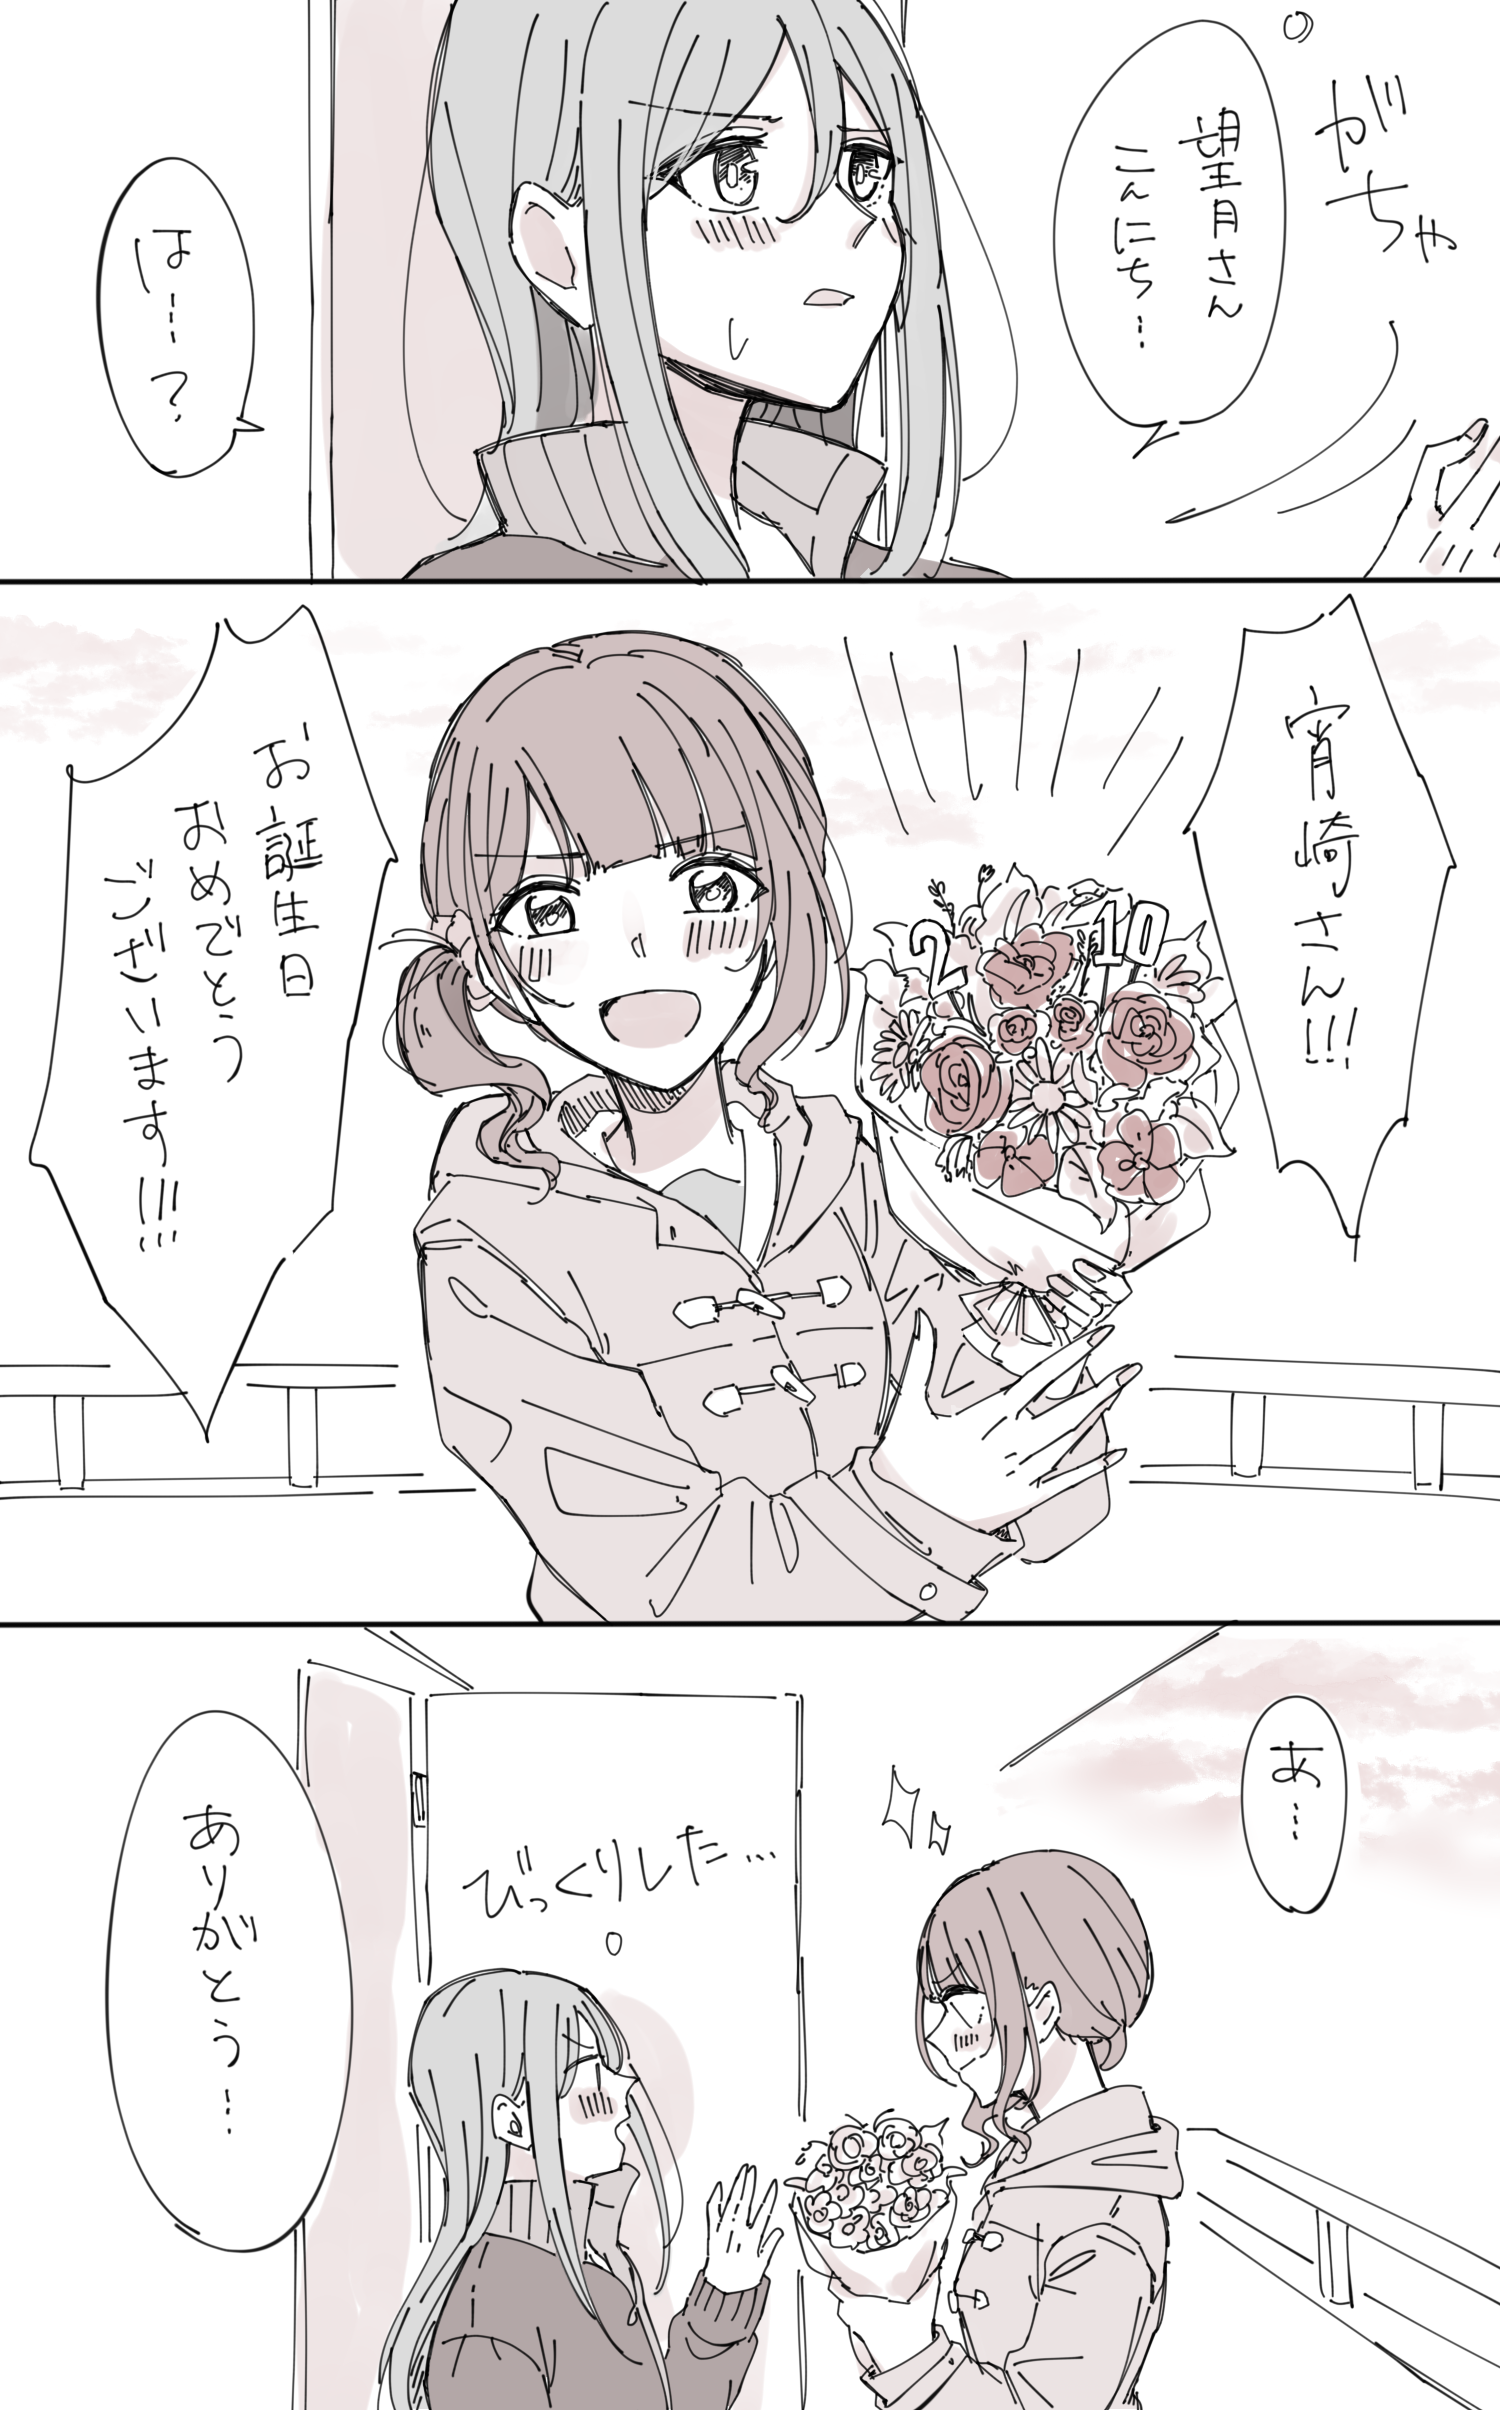 がちゃ
望月さん
こんにち…
は…?
宵崎さん!!!
2 10
お誕生日
おめでとう
ございます!!!
あ…
びっくりした…
ありがとう…